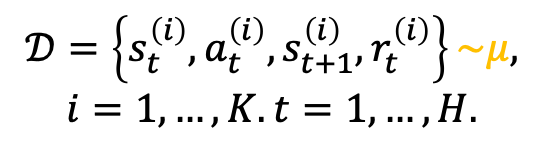 𝒟 = {s_t^{(i)}, a_t^{(i)}, s_{t+1}^{(i)}, r_t^{(i)}} ~μ,
i = 1, …, K. t = 1, …, H.